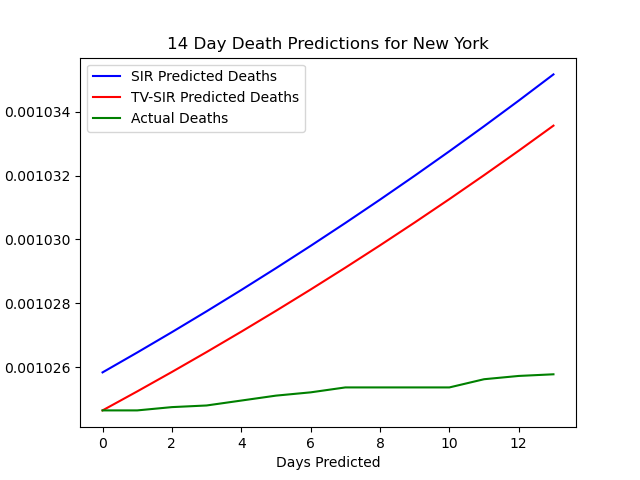 14 Day Death Predictions for New York
SIR Predicted Deaths
TV-SIR Predicted Deaths
Actual Deaths
0.001034
0.001032
0.001030
0.001028
0.001026
0 2 4 6 8 10 12
Days Predicted